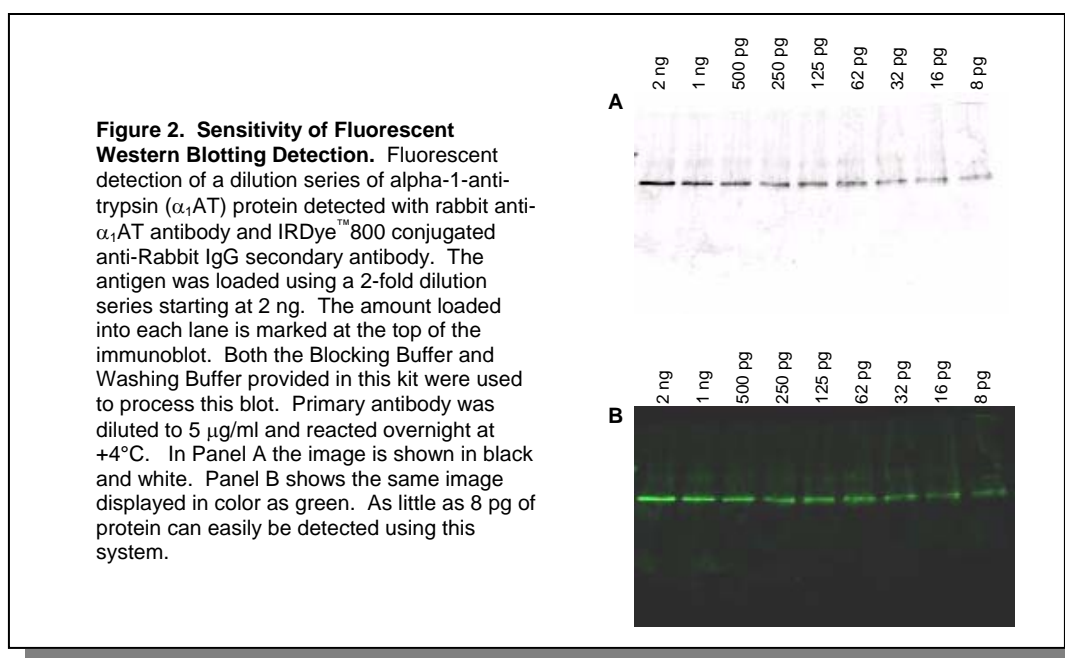 Figure 2. Sensitivity of Fluorescent
Western Blotting Detection. Fluorescent
detection of a dilution series of alpha-1-anti-
trypsin (α₁AT) protein detected with rabbit anti-
α₁AT antibody and IRDye™800 conjugated
anti-Rabbit IgG secondary antibody. The
antigen was loaded using a 2-fold dilution
series starting at 2 ng. The amount loaded
into each lane is marked at the top of the
immunoblot. Both the Blocking Buffer and
Washing Buffer provided in this kit were used
to process this blot. Primary antibody was
diluted to 5 μg/ml and reacted overnight at
+4°C. In Panel A the image is shown in black
and white. Panel B shows the same image
displayed in color as green. As little as 8 pg of
protein can easily be detected using this
system.
2 ng 1 ng 500 pg 250 pg 125 pg 62 pg 32 pg 16 pg 8 pg
A
2 ng 1 ng 500 pg 250 pg 125 pg 62 pg 32 pg 16 pg 8 pg
B